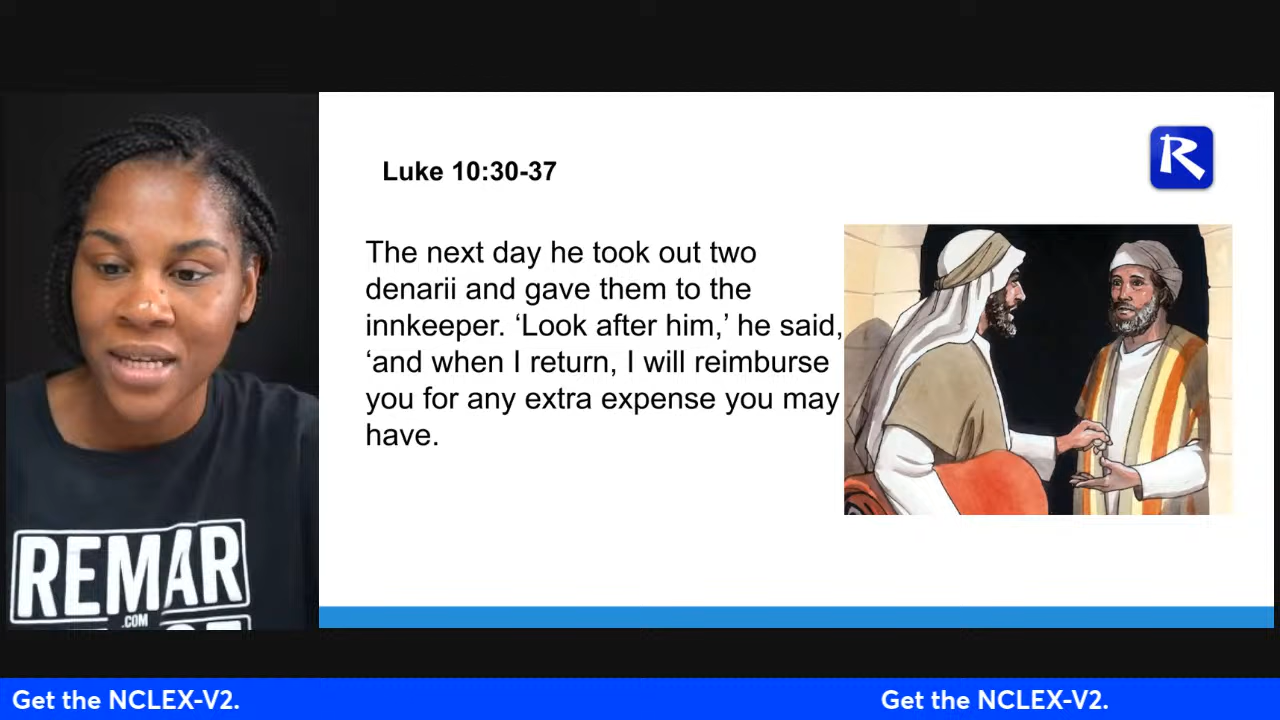 Luke 10:30-37
R
The next day he took out two
denarii and gave them to the
innkeeper. ‘Look after him,’ he said,
‘and when I return, I will reimburse
you for any extra expense you may
have.
REMAR
.COM
Get the NCLEX-V2.
Get the NCLEX-V2.